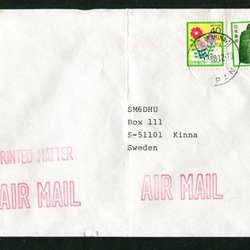 40
SM6DHU
Box 111
S-51101 Kinna
Sweden
PRINTED MATTER
AIR MAIL
AIR MAIL